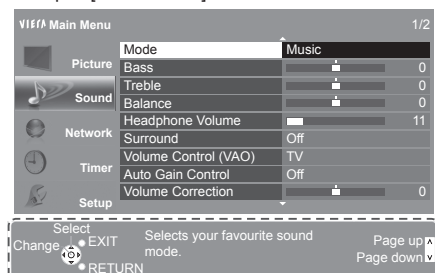 VIErA Main Menu 1/2
Picture
Sound
Network
Timer
Setup
Mode Music
Bass 0
Treble 0
Balance 0
Headphone Volume 11
Surround Off
Volume Control (VAO) TV
Auto Gain Control Off
Volume Correction 0
Select
Change EXIT
RETURN
Selects your favourite sound
mode.
Page up
Page down